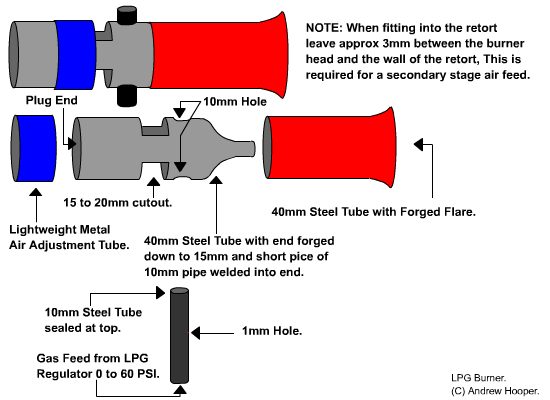 NOTE: When fitting into the retort
leave approx 3mm between the burner
head and the wall of the retort, This is
required for a secondary stage air feed.
Plug End
10mm Hole
15 to 20mm cutout.
40mm Steel Tube with Forged Flare.
Lightweight Metal
Air Adjustment Tube.
40mm Steel Tube with end forged
down to 15mm and short pice of
10mm pipe welded into end.
10mm Steel Tube
sealed at top.
1mm Hole.
Gas Feed from LPG
Regulator 0 to 60 PSI.
LPG Burner.
(C) Andrew Hooper.